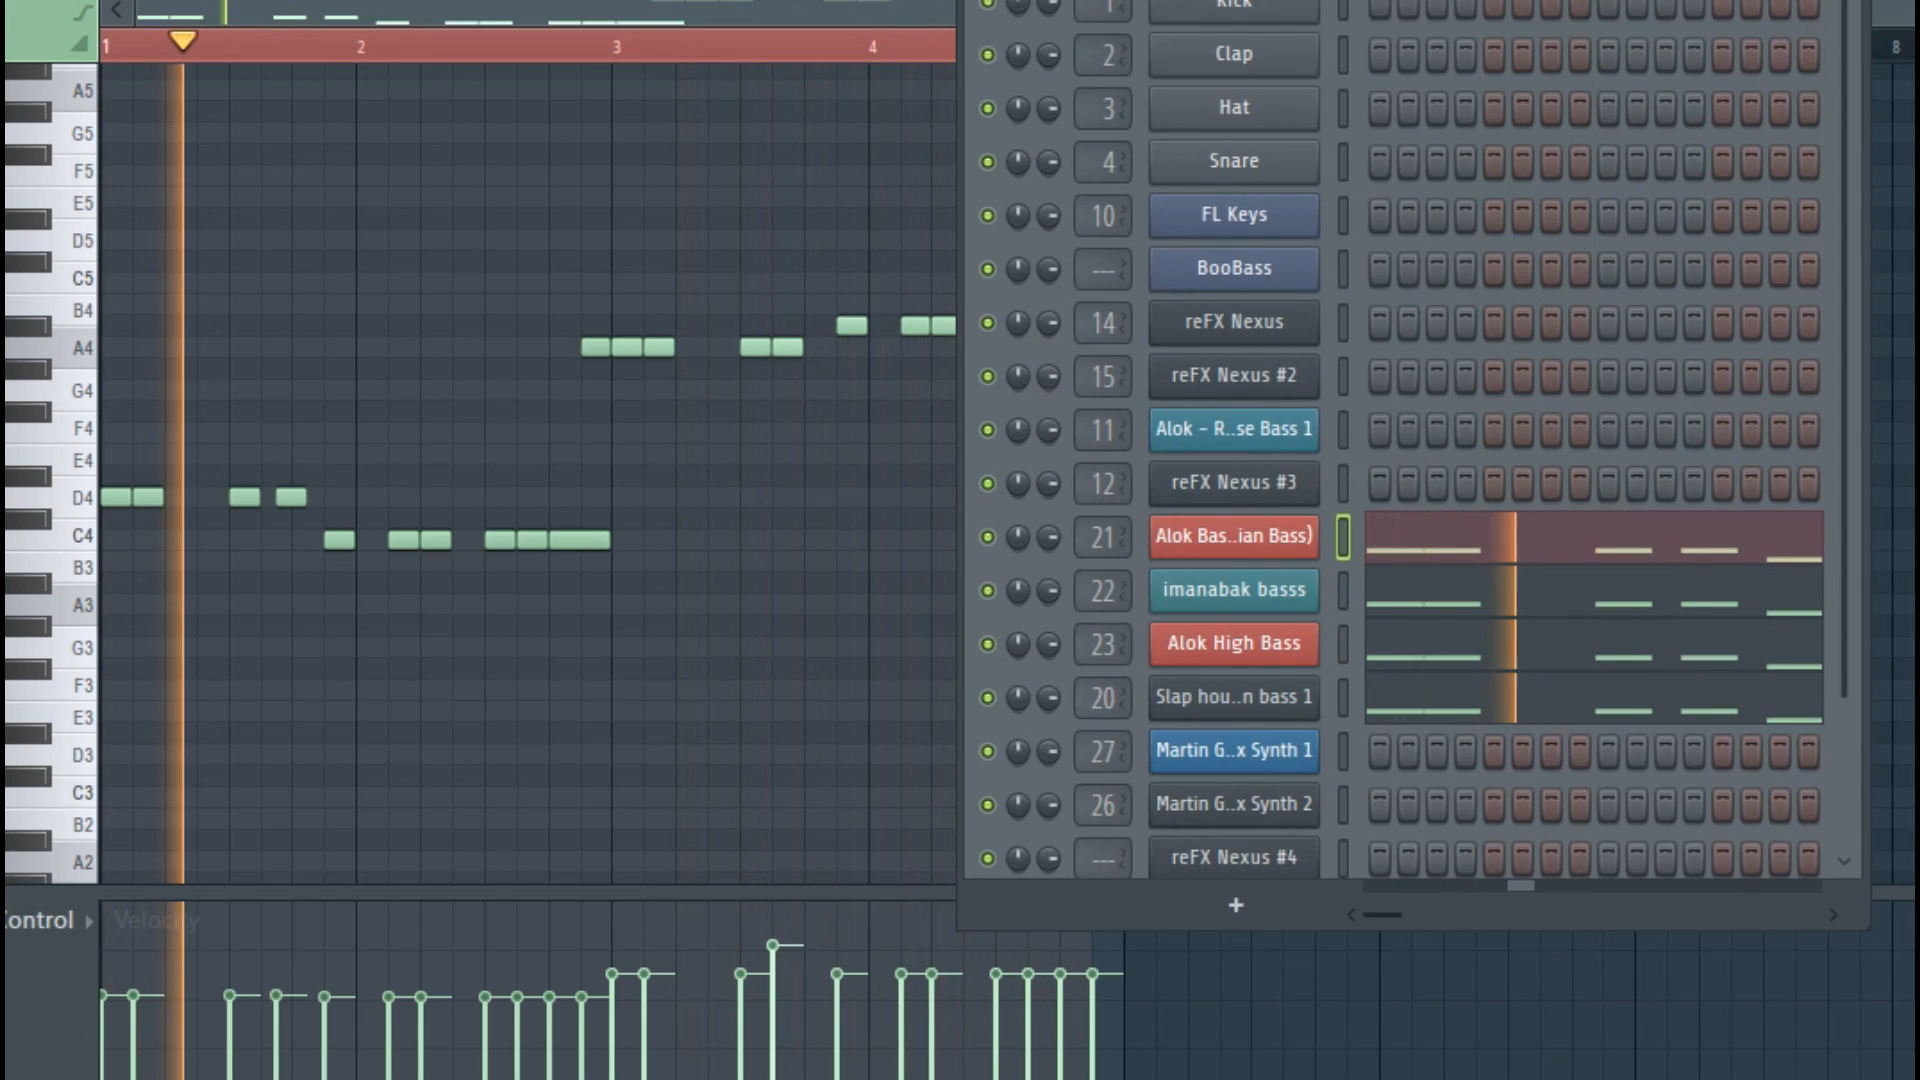 1 2 3 4
8
A5
G5
F5
E5
D5
C5
B4
A4
G4
F4
E4
D4
C4
B3
A3
G3
F3
E3
D3
C3
B2
A2
ontrol
Velocity
1 Kick
2 Clap
3 Hat
4 Snare
10 FL Keys
--- BooBass
14 reFX Nexus
15 reFX Nexus #2
11 Alok - R..se Bass 1
12 reFX Nexus #3
21 Alok Bas..ian Bass)
22 imanabak basss
23 Alok High Bass
20 Slap hou..n bass 1
27 Martin G..x Synth 1
26 Martin G..x Synth 2
--- reFX Nexus #4
+